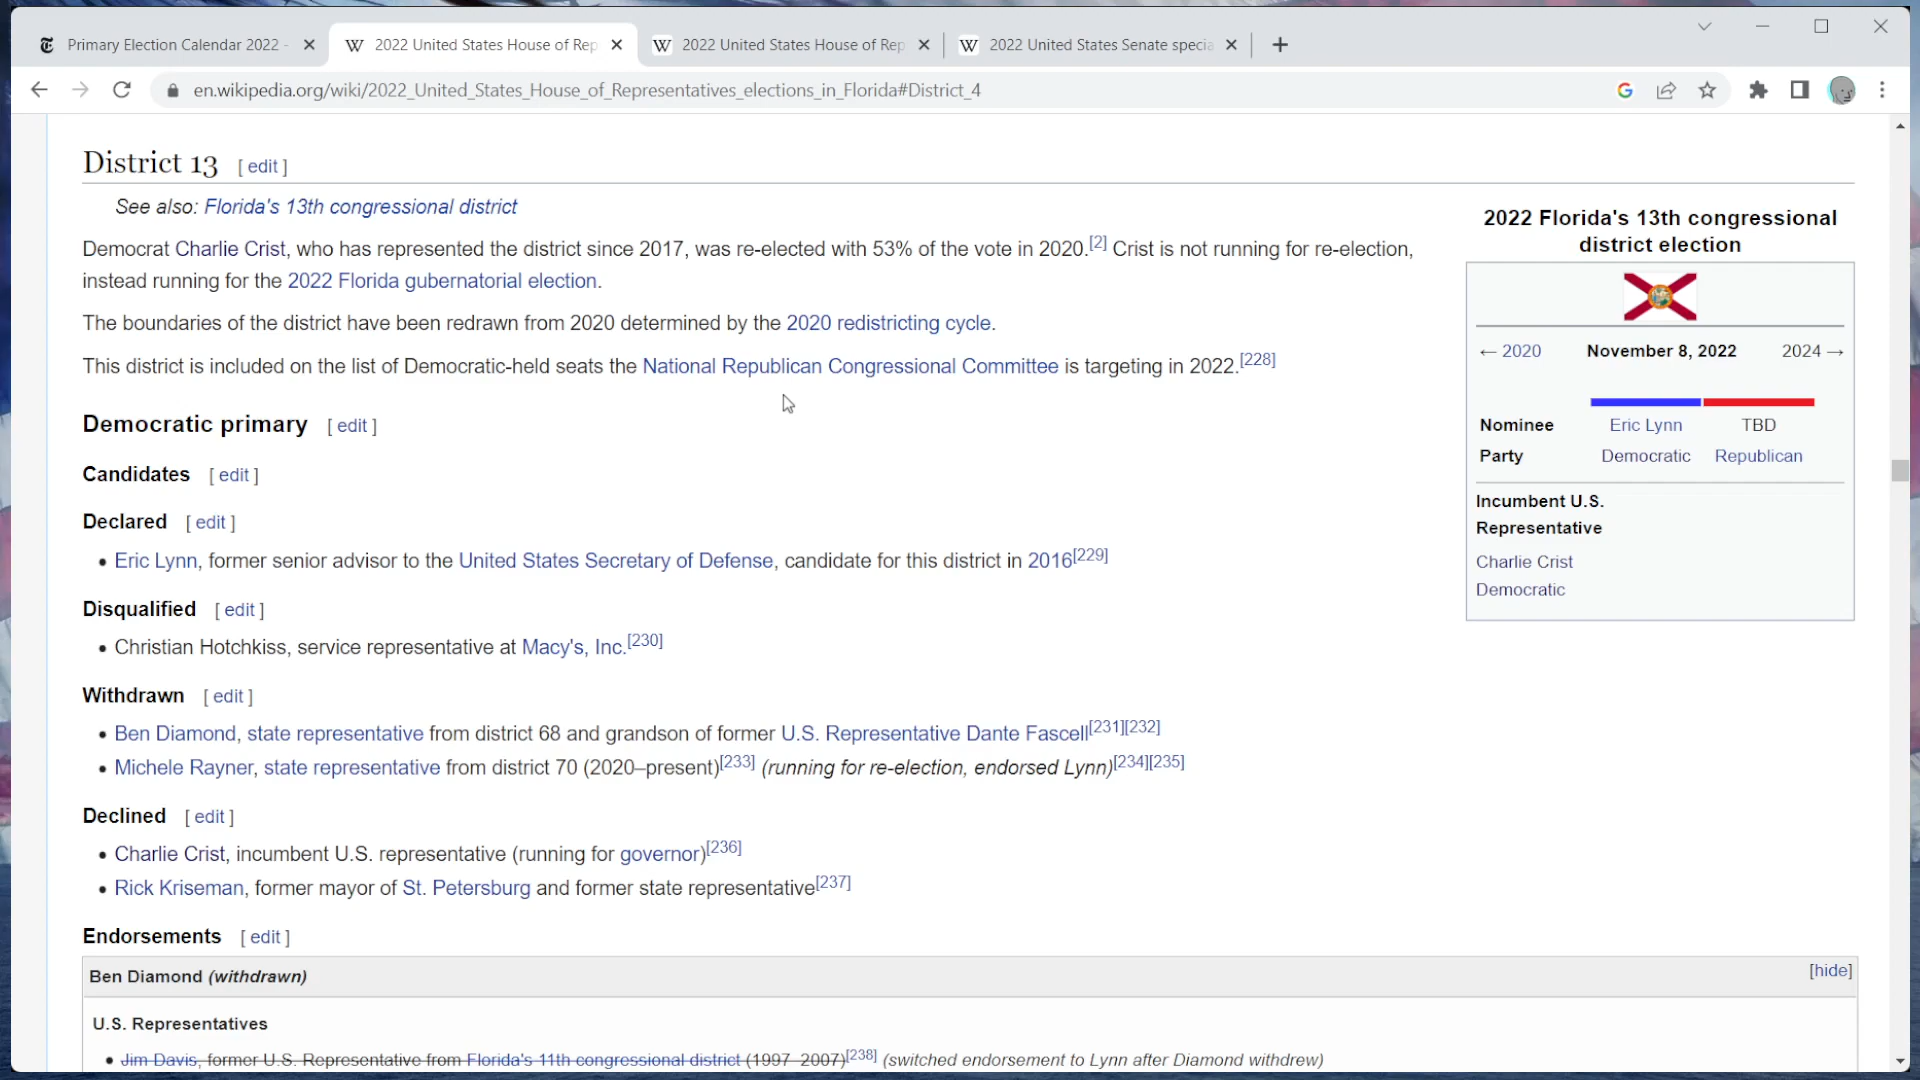 Primary Election Calendar 2022 -
2022 United States House of Rep
2022 United States House of Rep
2022 United States Senate specia
en.wikipedia.org/wiki/2022_United_States_House_of_Representatives_elections_in_Florida#District_4
District 13 [ edit ]
See also: Florida's 13th congressional district
Democrat Charlie Crist, who has represented the district since 2017, was re-elected with 53% of the vote in 2020.[2] Crist is not running for re-election,
instead running for the 2022 Florida gubernatorial election.
The boundaries of the district have been redrawn from 2020 determined by the 2020 redistricting cycle.
This district is included on the list of Democratic-held seats the National Republican Congressional Committee is targeting in 2022.[228]
Democratic primary [ edit ]
Candidates [ edit ]
Declared [ edit ]
• Eric Lynn, former senior advisor to the United States Secretary of Defense, candidate for this district in 2016[229]
Disqualified [ edit ]
• Christian Hotchkiss, service representative at Macy's, Inc.[230]
Withdrawn [ edit ]
• Ben Diamond, state representative from district 68 and grandson of former U.S. Representative Dante Fascell[231][232]
• Michele Rayner, state representative from district 70 (2020–present)[233] (running for re-election, endorsed Lynn)[234][235]
Declined [ edit ]
• Charlie Crist, incumbent U.S. representative (running for governor)[236]
• Rick Kriseman, former mayor of St. Petersburg and former state representative[237]
Endorsements [ edit ]
Ben Diamond (withdrawn) [hide]
U.S. Representatives
• Jim Davis, former U.S. Representative from Florida's 11th congressional district (1997–2007)[238] (switched endorsement to Lynn after Diamond withdrew)
2022 Florida's 13th congressional
district election
← 2020 November 8, 2022 2024 →
Nominee Eric Lynn TBD
Party Democratic Republican
Incumbent U.S.
Representative
Charlie Crist
Democratic